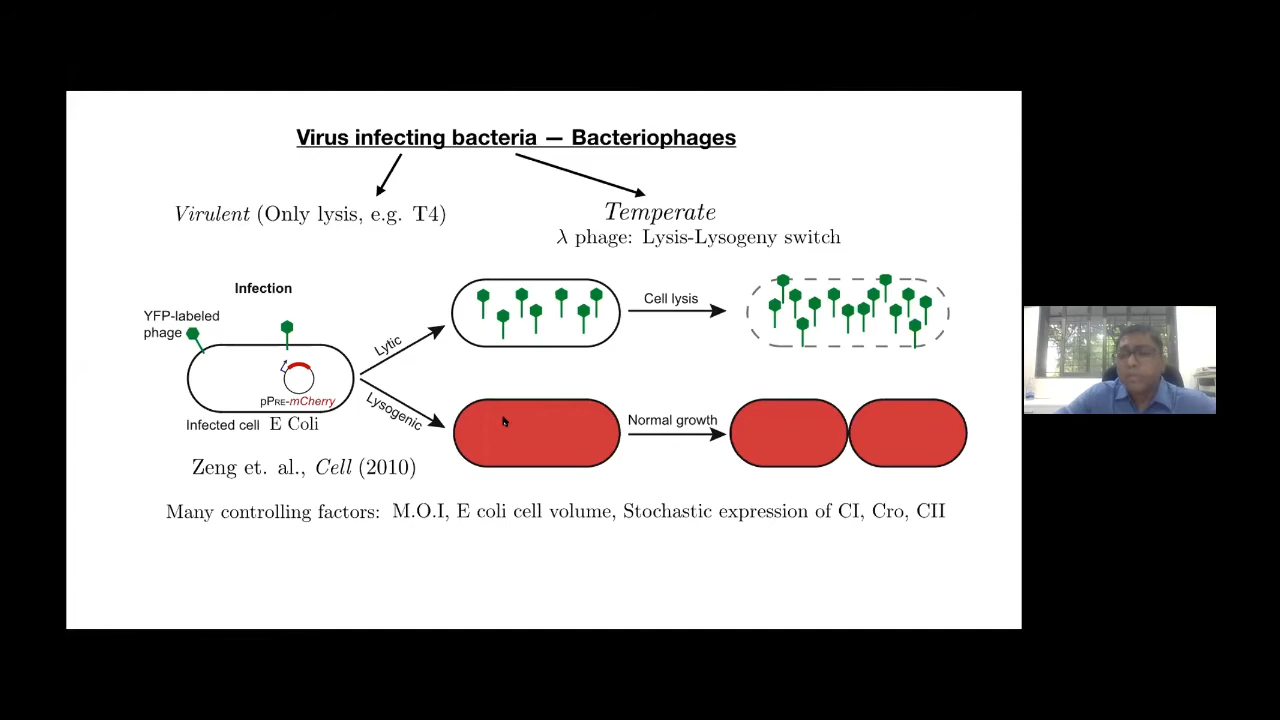 Virus infecting bacteria — Bacteriophages
Virulent (Only lysis, e.g. T4)
Temperate
λ phage: Lysis-Lysogeny switch
Infection
YFP-labeled
phage
pPRE-mCherry
Infected cell E Coli
Lytic
Lysogenic
Cell lysis
Normal growth
Zeng et. al., Cell (2010)
Many controlling factors: M.O.I, E coli cell volume, Stochastic expression of CI, Cro, CII